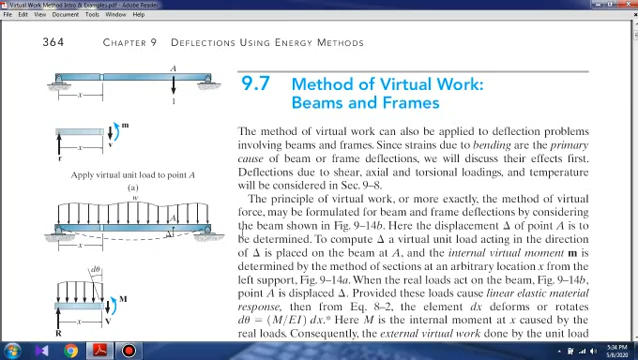 Virtual Work Method Intro & Examples.pdf - Adobe Reader
File Edit View Document Tools Window Help
364 CHAPTER 9 DEFLECTIONS USING ENERGY METHODS
A
x
1
m
v
x
r
Apply virtual unit load to point A
(a)
w
A
Δ
x
dθ
M
x
V
R
9.7 Method of Virtual Work:
Beams and Frames
The method of virtual work can also be applied to deflection problems
involving beams and frames. Since strains due to bending are the primary
cause of beam or frame deflections, we will discuss their effects first.
Deflections due to shear, axial and torsional loadings, and temperature
will be considered in Sec. 9–8.
The principle of virtual work, or more exactly, the method of virtual
force, may be formulated for beam and frame deflections by considering
the beam shown in Fig. 9–14b. Here the displacement Δ of point A is to
be determined. To compute Δ a virtual unit load acting in the direction
of Δ is placed on the beam at A, and the internal virtual moment m is
determined by the method of sections at an arbitrary location x from the
left support, Fig. 9–14a. When the real loads act on the beam, Fig. 9–14b,
point A is displaced Δ. Provided these loads cause linear elastic material
response, then from Eq. 8–2, the element dx deforms or rotates
dθ = (M/EI) dx.* Here M is the internal moment at x caused by the
real loads. Consequently, the external virtual work done by the unit load
5:36 PM
5/8/2020